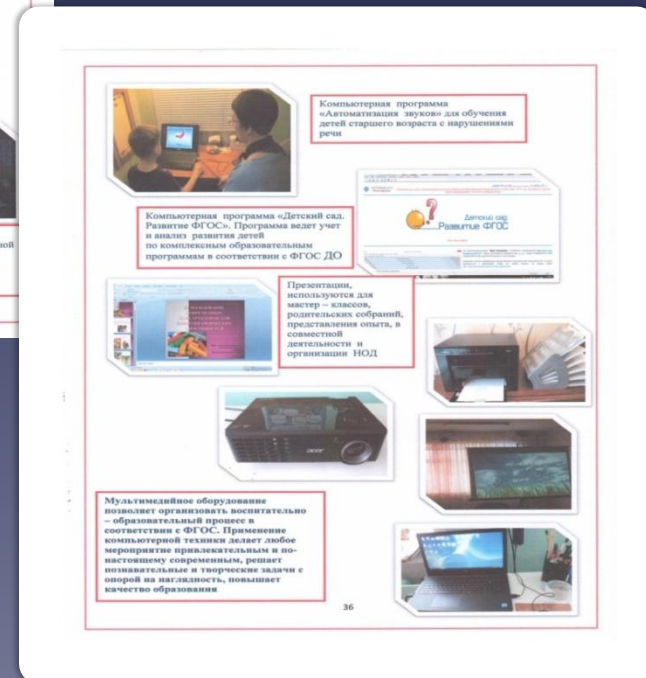 ной
Компьютерная программа
«Автоматизация звуков» для обучения
детей старшего возраста с нарушениями
речи
Детский сад:
Развитие ФГОС
Компьютерная программа «Детский сад.
Развитие ФГОС». Программа ведет учет
и анализ развития детей
по комплексным образовательным
программам в соответствии с ФГОС ДО
Презентации,
используются для
мастер – классов,
родительских собраний,
представления опыта, в
совместной
деятельности и
организации НОД
acer
Мультимедийное оборудование
позволяет организовать воспитательно
– образовательный процесс в
соответствии с ФГОС. Применение
компьютерной техники делает любое
мероприятие привлекательным и по-
настоящему современным, решает
познавательные и творческие задачи с
опорой на наглядность, повышает
качество образования
36